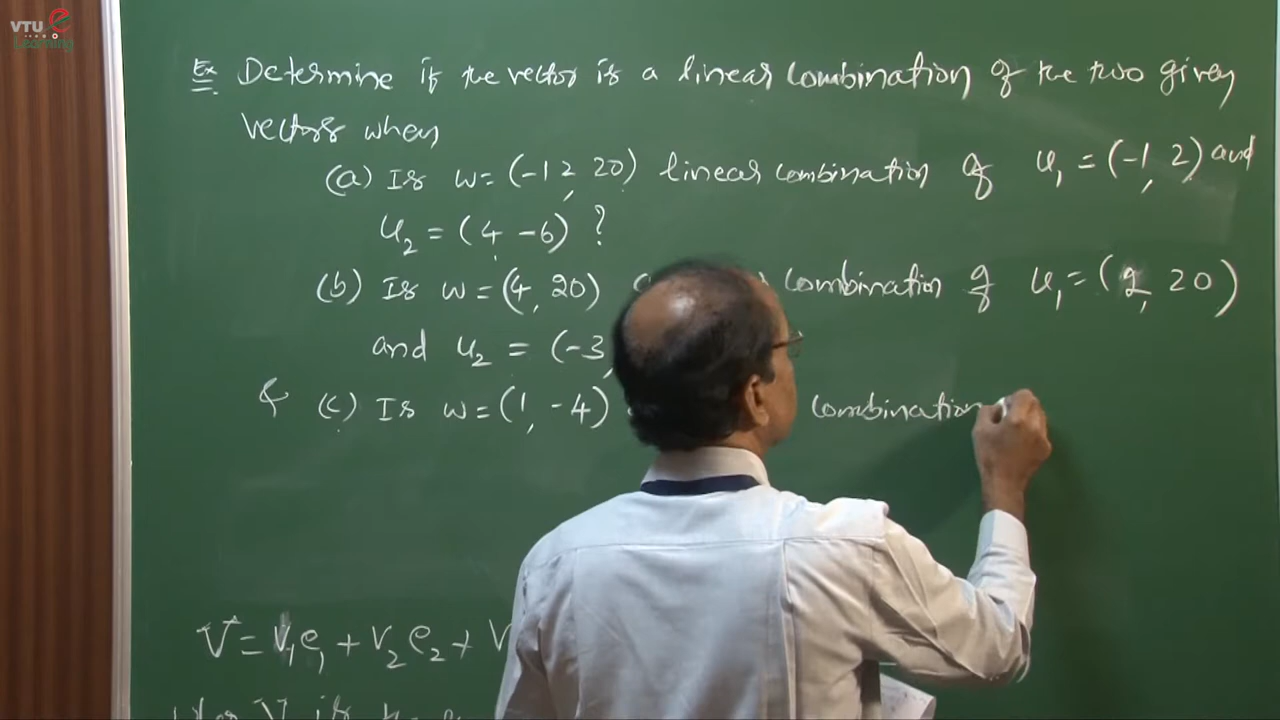 VTU e
Learning
Ex Determine if the vector is a linear combination of the two given
vectors when
(a) Is w = (-12, 20) linear combination of u₁ = (-1, 2) and
u₂ = (4, -6) ?
(b) Is w = (4, 20) combination of u₁ = (2, 20)
and u₂ = (-3,
& (c) Is w = (1, -4) combination
V = V₁e₁ + V₂e₂ + V
V is